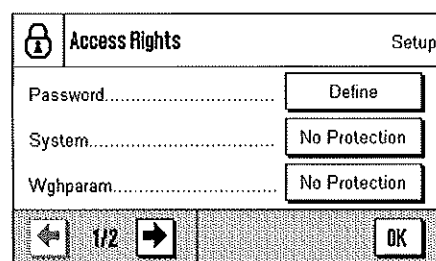 Access Rights Setup
Password.............................. Define
System.............................. No Protection
Wghparam.............................. No Protection
1/2 OK